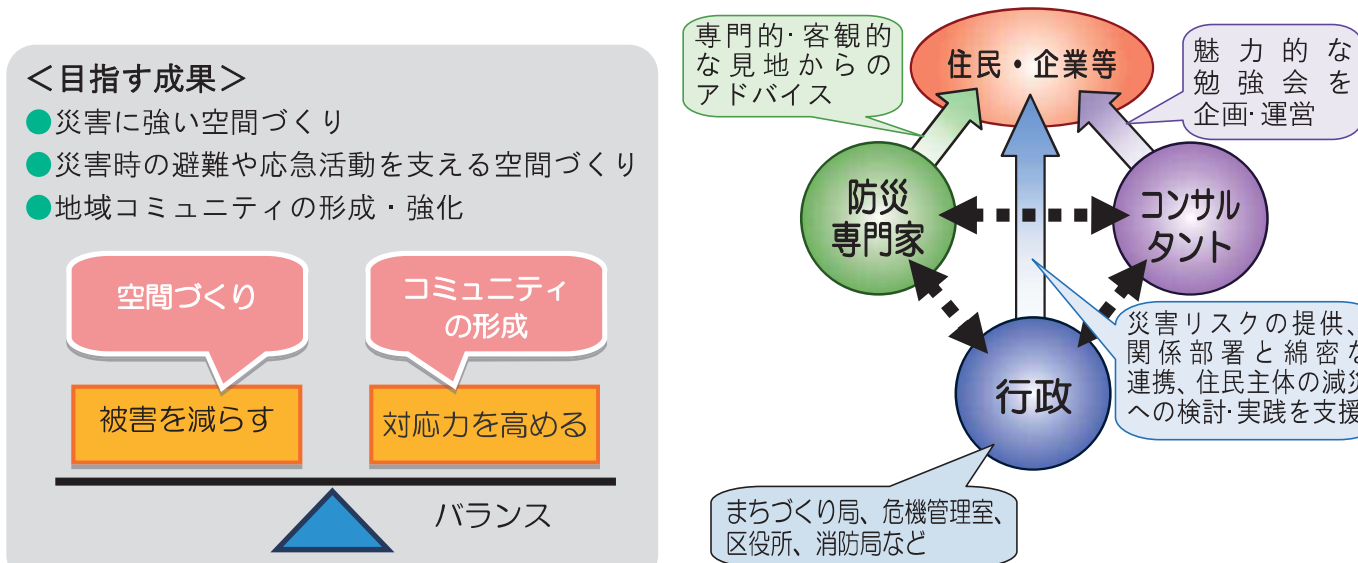 ＜目指す成果＞
●災害に強い空間づくり
●災害時の避難や応急活動を支える空間づくり
●地域コミュニティの形成・強化
空間づくり
コミュニティ
の形成
被害を減らす
対応力を高める
バランス
専門的・客観的
な見地からの
アドバイス
住民・企業等
魅力的な
勉強会を
企画・運営
防災
専門家
コンサル
タント
行政
災害リスクの提供、
関係部署と綿密な
連携、住民主体の減災
への検討・実践を支援
まちづくり局、危機管理室、
区役所、消防局など